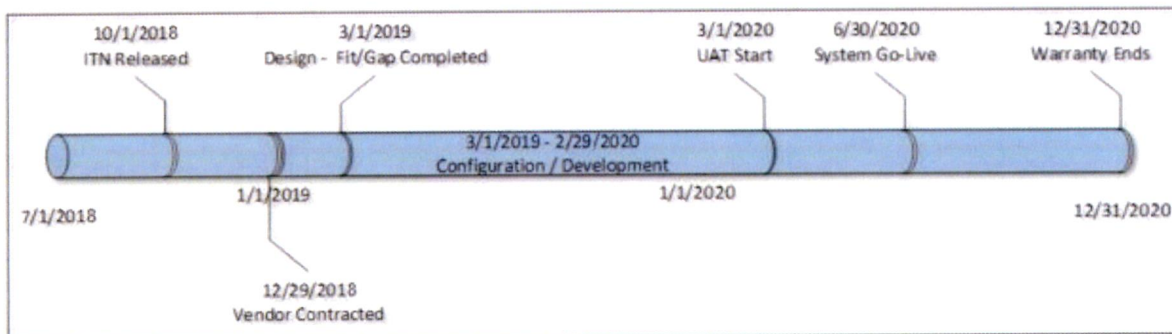 10/1/2018
ITN Released
3/1/2019
Design - Fit/Gap Completed
3/1/2020
UAT Start
6/30/2020
System Go-Live
12/31/2020
Warranty Ends
3/1/2019 - 2/29/2020
Configuration / Development
7/1/2018
1/1/2019
1/1/2020
12/31/2020
12/29/2018
Vendor Contracted